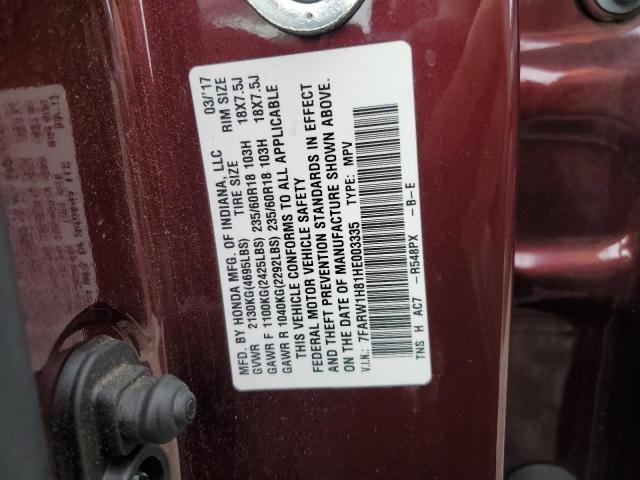 MFD. BY HONDA MFG. OF INDIANA, LLC 03/'17
GVWR 2130KG(4695LBS) TIRE SIZE RIM SIZE
GAWR F 1100KG(2425LBS) 235/60R18 103H 18X7.5J
GAWR R 1040KG(2292LBS) 235/60R18 103H 18X7.5J
THIS VEHICLE CONFORMS TO ALL APPLICABLE
FEDERAL MOTOR VEHICLE SAFETY
AND THEFT PREVENTION STANDARDS IN EFFECT
ON THE DATE OF MANUFACTURE SHOWN ABOVE.
V.I.N.: 7FARW1H81HE003335 TYPE: MPV
TNS H AC7 - R548PX -B-E